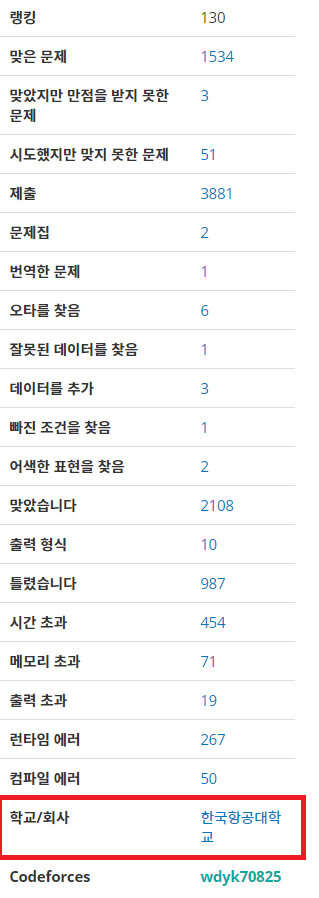 랭킹 130
맞은 문제 1534
맞았지만 만점을 받지 못한 3
문제
시도했지만 맞지 못한 문제 51
제출 3881
문제집 2
번역한 문제 1
오타를 찾음 6
잘못된 데이터를 찾음 1
데이터를 추가 3
빠진 조건을 찾음 1
어색한 표현을 찾음 2
맞았습니다 2108
출력 형식 10
틀렸습니다 987
시간 초과 454
메모리 초과 71
출력 초과 19
런타임 에러 267
컴파일 에러 50
학교/회사 한국항공대학
교
Codeforces wdyk70825